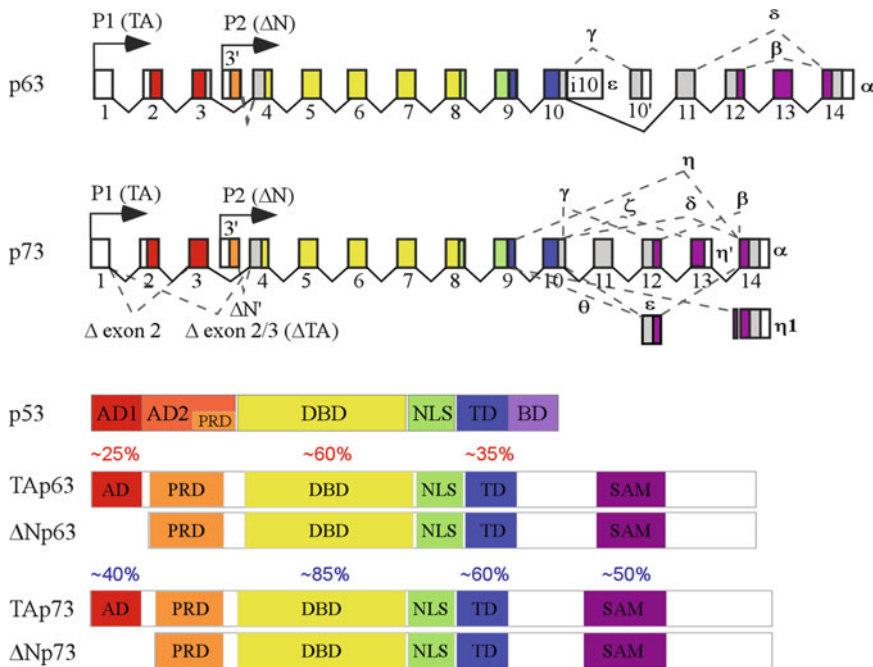 P1 (TA) P2 (ΔN) δ
γ β
3'
p63 i10 ε α
1 2 3 4 5 6 7 8 9 10 10' 11 12 13 14
η
P1 (TA) P2 (ΔN) γ ζ δ β
3'
p73 η' α
1 2 3 4 5 6 7 8 9 10 11 12 13 14
ΔN' θ ε η1
Δ exon 2 Δ exon 2/3 (ΔTA)
p53 AD1 AD2 PRD DBD NLS TD BD
~25% ~60% ~35%
TAp63 AD PRD DBD NLS TD SAM
ΔNp63 PRD DBD NLS TD SAM
~40% ~85% ~60% ~50%
TAp73 AD PRD DBD NLS TD SAM
ΔNp73 PRD DBD NLS TD SAM